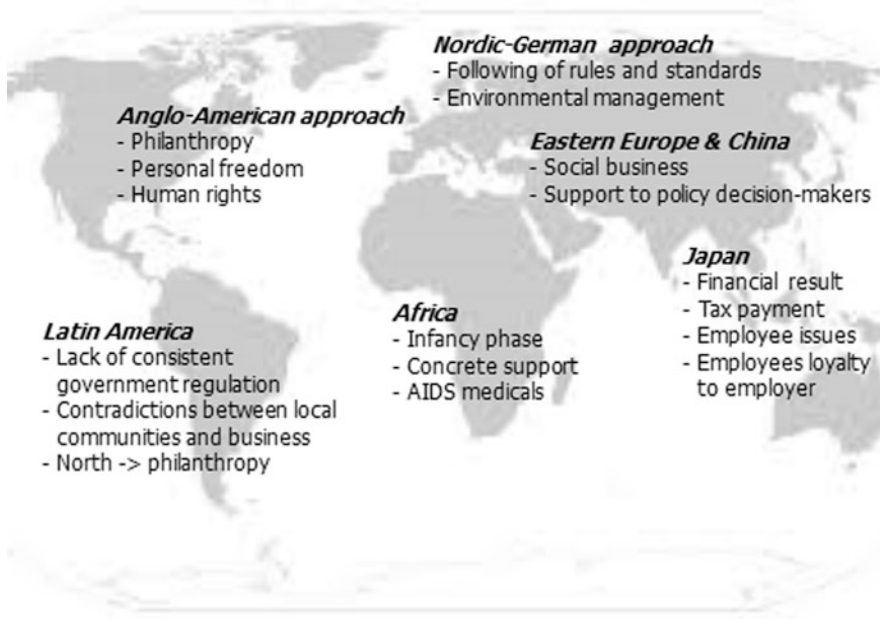 Nordic-German approach
- Following of rules and standards
- Environmental management
Anglo-American approach
- Philanthropy
- Personal freedom
- Human rights
Eastern Europe & China
- Social business
- Support to policy decision-makers
Japan
- Financial result
- Tax payment
- Employee issues
- Employees loyalty
to employer
Africa
- Infancy phase
- Concrete support
- AIDS medicals
Latin America
- Lack of consistent
government regulation
- Contradictions between local
communities and business
- North -> philanthropy